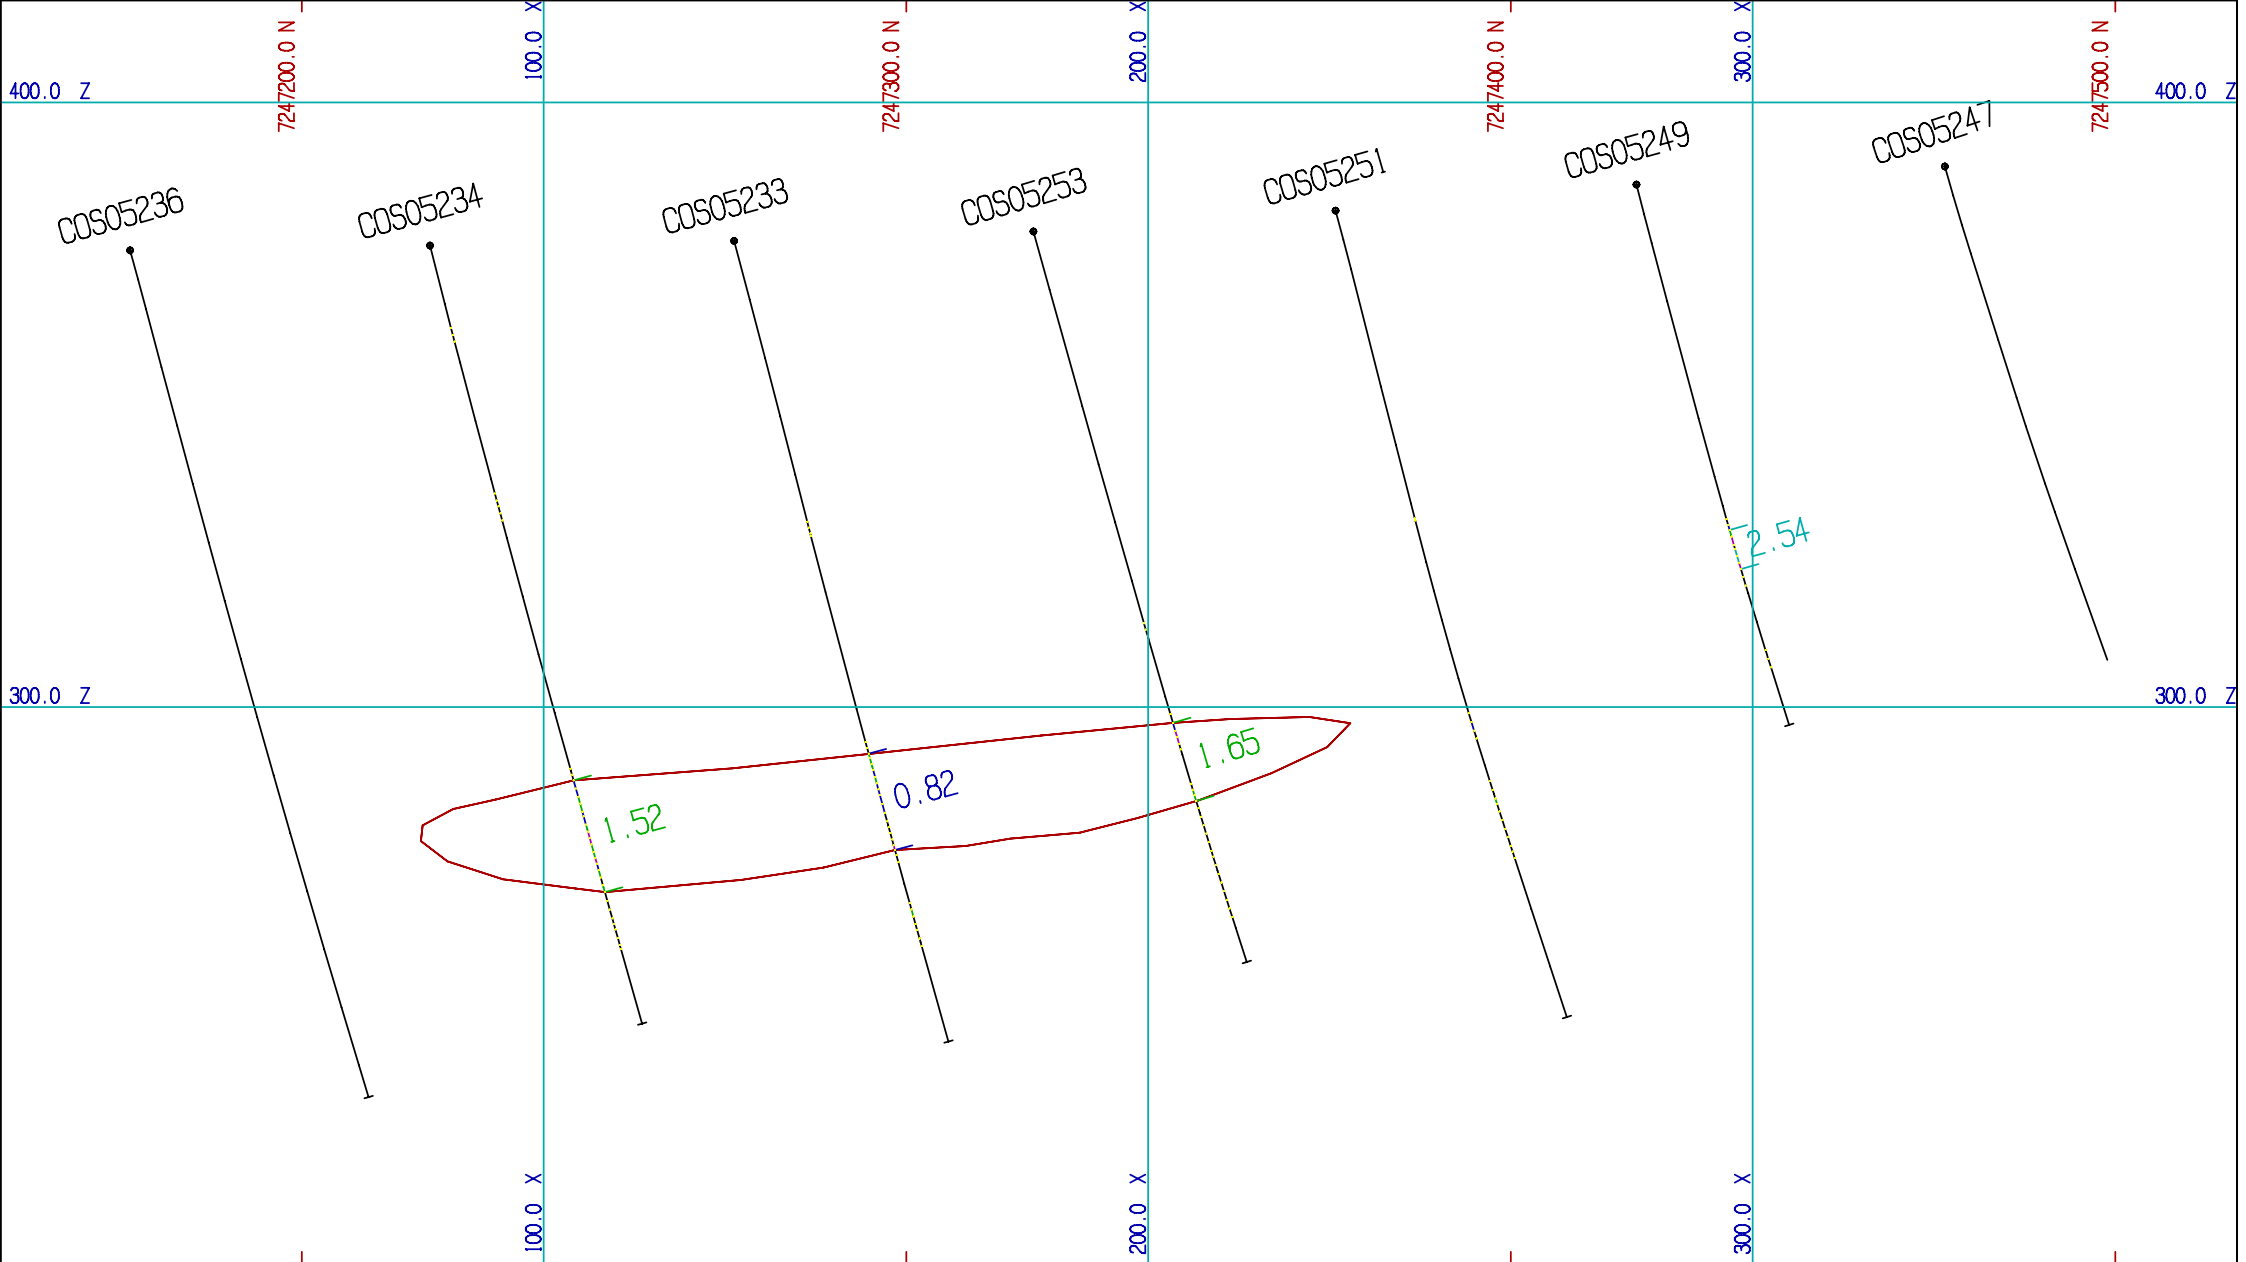 7247200.0 N
100.0 X
7247300.0 N
200.0 X
7247400.0 N
300.0 X
7247500.0 N
400.0 Z
400.0 Z
COS05236
COS05234
COS05233
COS05253
COS05251
COS05249
COS05247
2.54
300.0 Z
300.0 Z
1.52
0.82
1.65
100.0 X
200.0 X
300.0 X